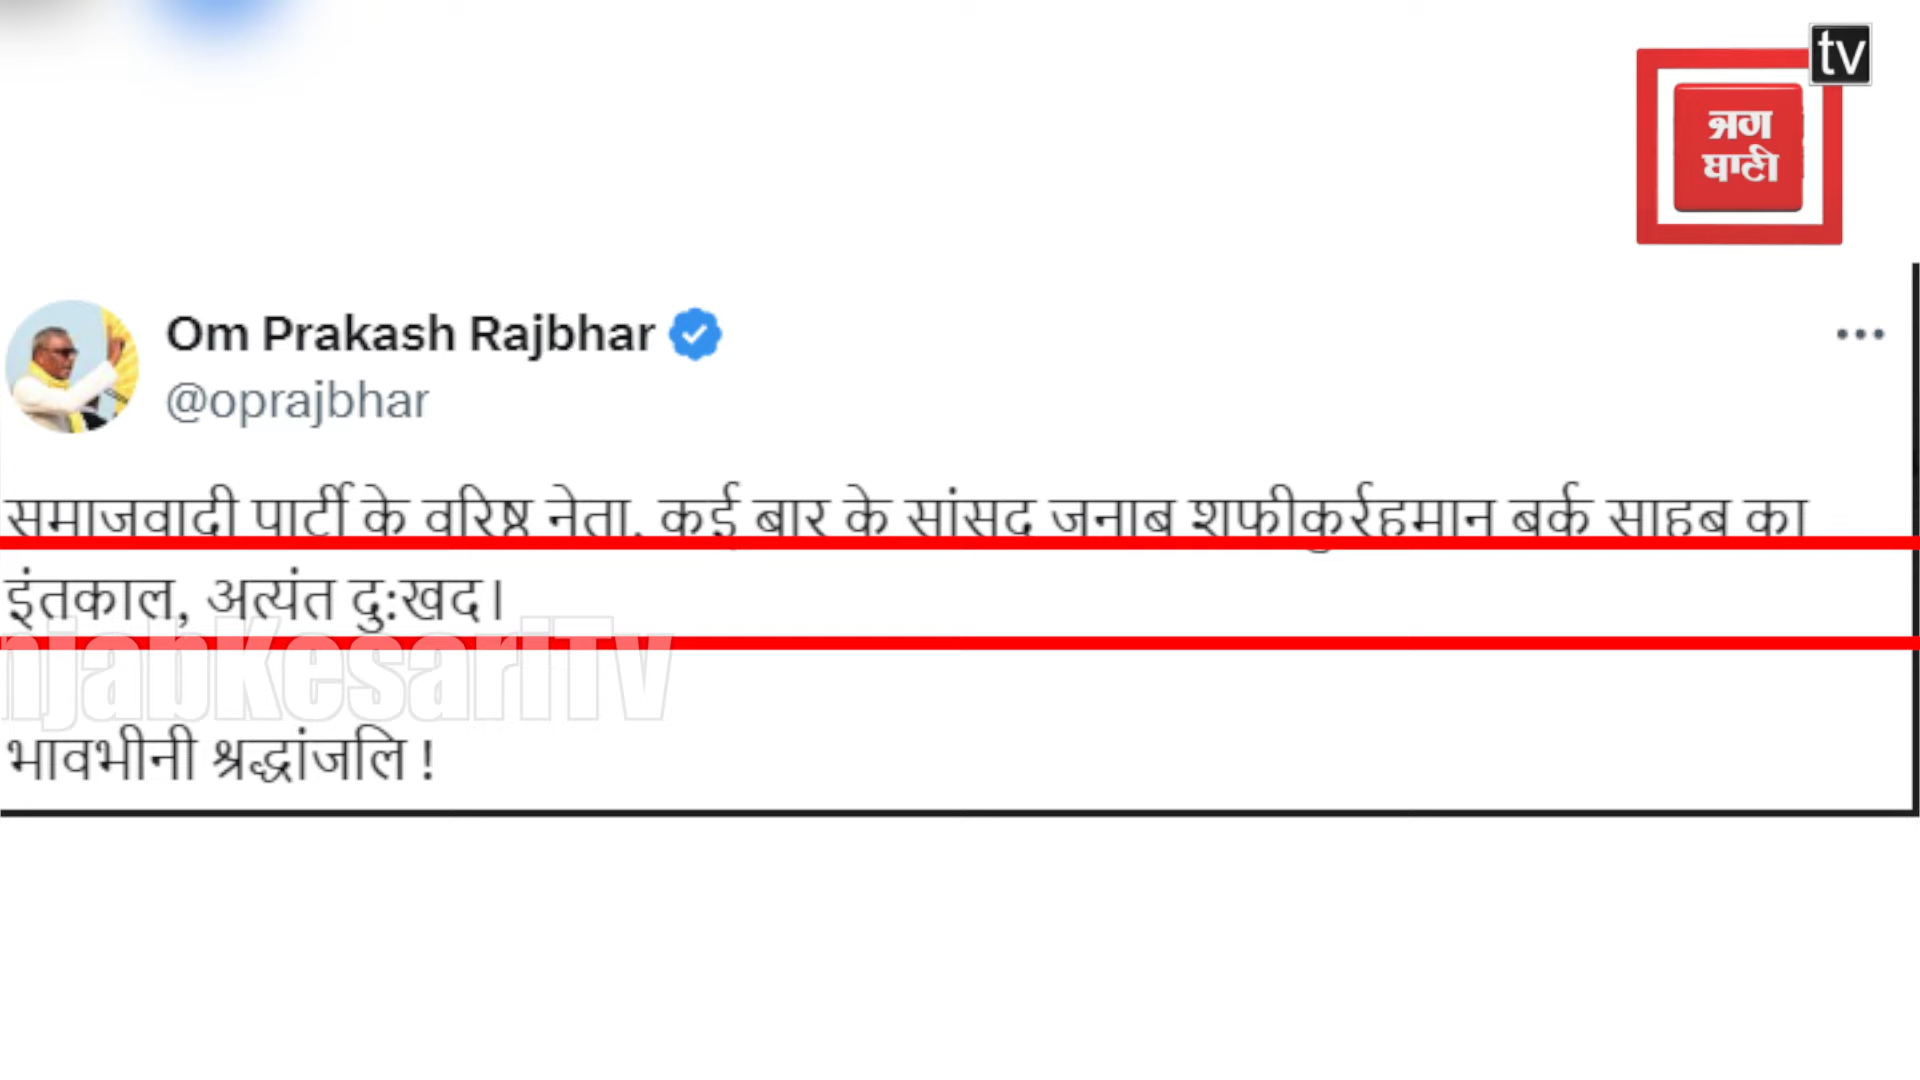 tv
ਜਗ
ਬਾਣੀ
Om Prakash Rajbhar
@oprajbhar
समाजवादी पार्टी के वरिष्ठ नेता, कई बार के सांसद जनाब शफीकुर्रहमान बर्क साहब का
इंतकाल, अत्यंत दु:खद।
njabKesariTv
भावभीनी श्रद्धांजलि !